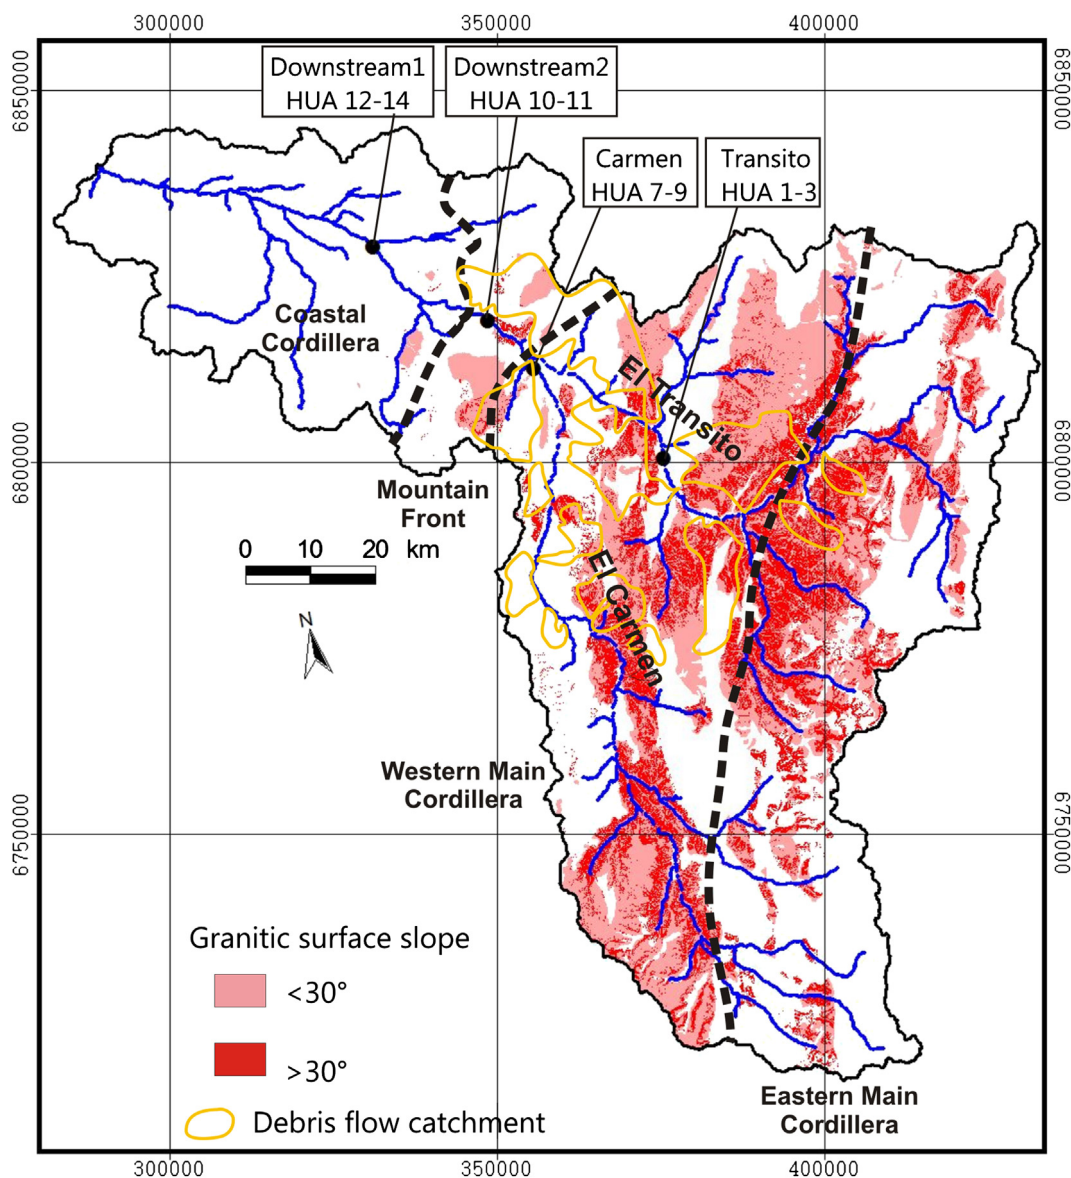 300000 350000 400000
6850000
6850000
Downstream1
HUA 12-14
Downstream2
HUA 10-11
Carmen
HUA 7-9
Transito
HUA 1-3
Coastal
Cordillera
El Transito
6800000
6800000
Mountain
Front
0 10 20 km
N
El Carmen
Western Main
Cordillera
6750000
6750000
Granitic surface slope
<30°
>30°
Debris flow catchment
Eastern Main
Cordillera
300000 350000 400000